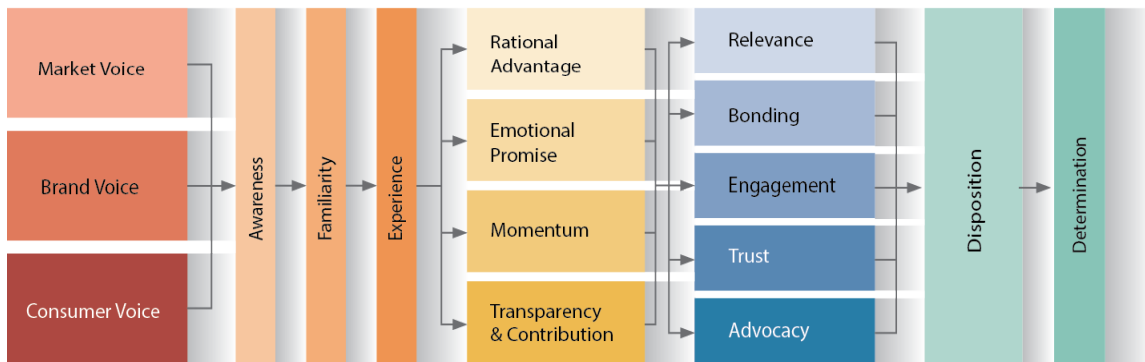 Market Voice
Brand Voice
Consumer Voice
Awareness
Familiarity
Experience
Rational
Advantage
Emotional
Promise
Momentum
Transparency
& Contribution
Relevance
Bonding
Engagement
Trust
Advocacy
Disposition
Determination